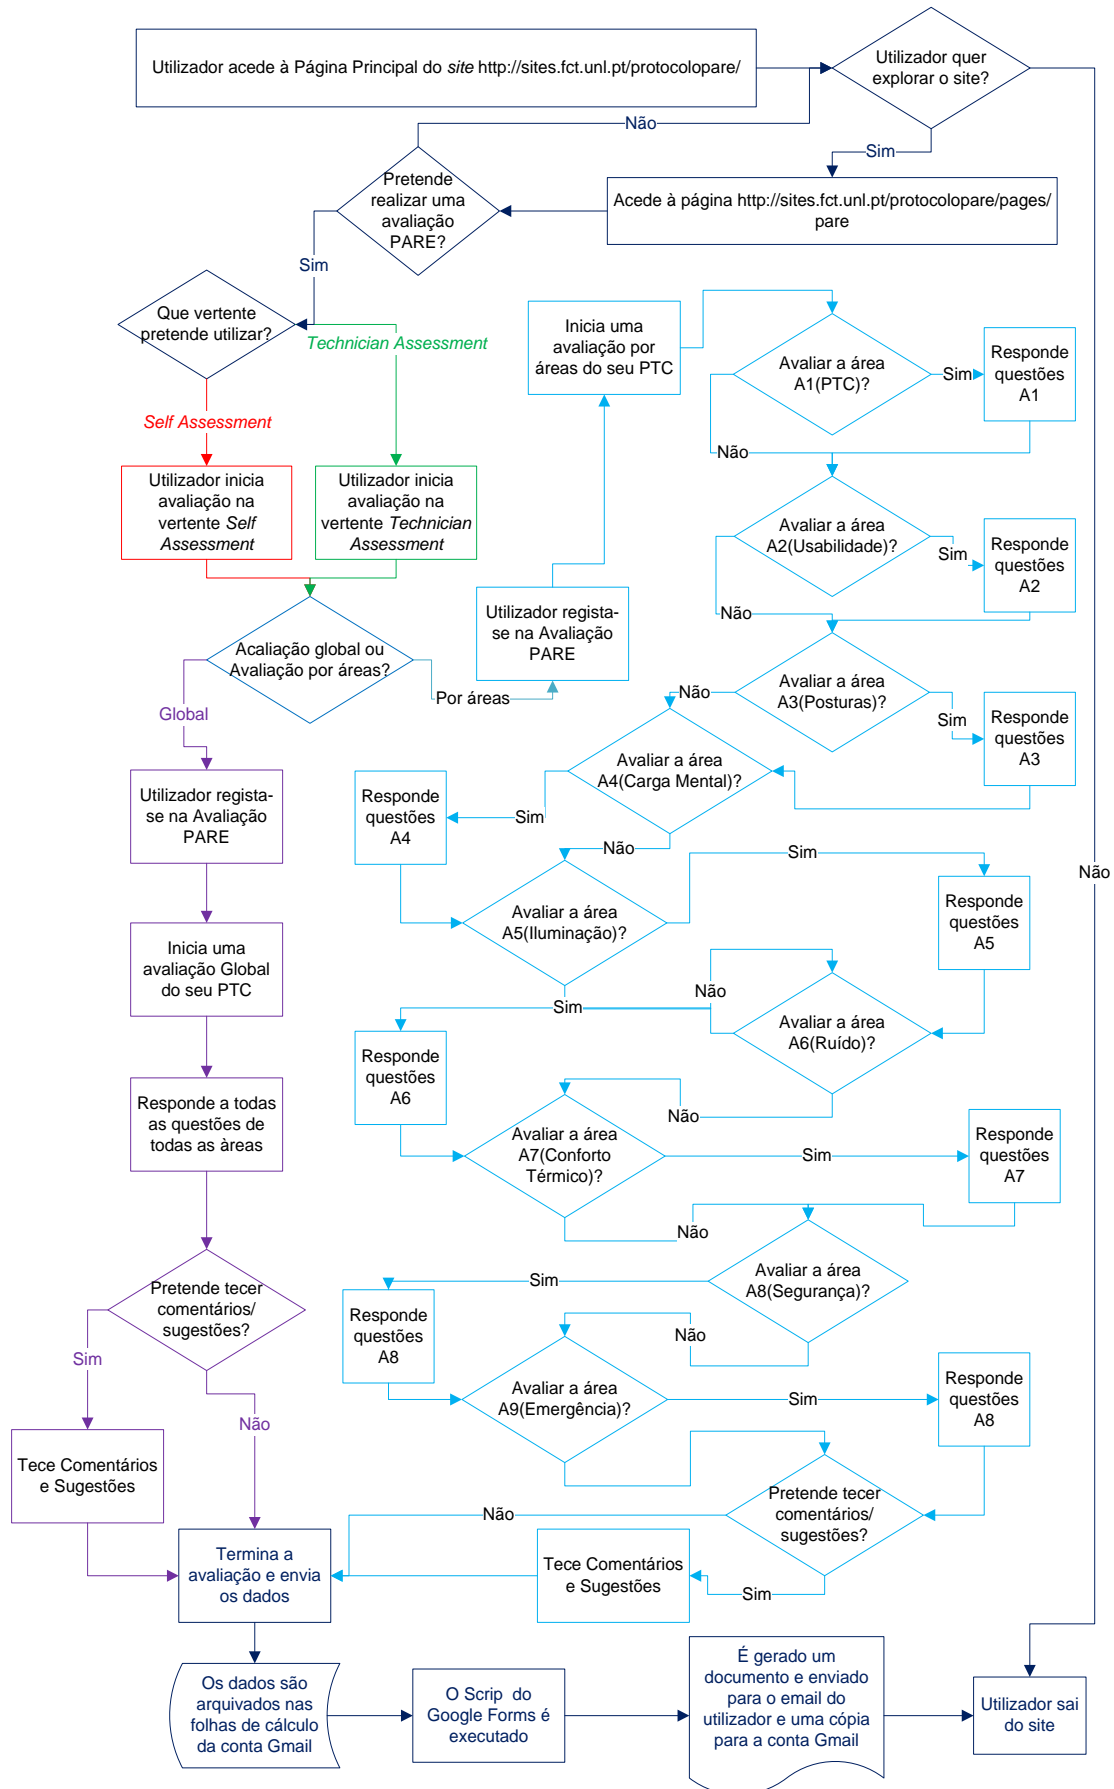 Utilizador acede à Página Principal do site http://sites.fct.unl.pt/protocolopare/
Utilizador quer
explorar o site?
Não
Sim
Pretende
realizar uma
avaliação
PARE?
Acede à página http://sites.fct.unl.pt/protocolopare/pages/
pare
Sim
Que vertente
pretende utilizar?
Technician Assessment
Self Assessment
Inicia uma
avaliação por
áreas do seu PTC
Avaliar a área
A1(PTC)?
Sim
Responde
questões
A1
Não
Utilizador inicia
avaliação na
vertente Self
Assessment
Utilizador inicia
avaliação na
vertente Technician
Assessment
Avaliar a área
A2(Usabilidade)?
Sim
Responde
questões
A2
Não
Utilizador regista-
se na Avaliação
PARE
Acaliação global ou
Avaliação por áreas?
Por áreas
Global
Avaliar a área
A3(Posturas)?
Não
Sim
Responde
questões
A3
Avaliar a área
A4(Carga Mental)?
Sim
Responde
questões
A4
Não
Utilizador regista-
se na Avaliação
PARE
Sim
Não
Avaliar a área
A5(Iluminação)?
Responde
questões
A5
Inicia uma
avaliação Global
do seu PTC
Não
Sim
Avaliar a área
A6(Ruído)?
Responde
questões
A6
Responde a todas
as questões de
todas as àreas
Não
Avaliar a área
A7(Conforto
Térmico)?
Sim
Responde
questões
A7
Não
Avaliar a área
A8(Segurança)?
Sim
Responde
questões
A8
Não
Pretende tecer
comentários/
sugestões?
Sim
Não
Avaliar a área
A9(Emergência)?
Sim
Responde
questões
A8
Tece Comentários
e Sugestões
Pretende tecer
comentários/
sugestões?
Não
Sim
Tece Comentários
e Sugestões
Termina a
avaliação e envia
os dados
Os dados são
arquivados nas
folhas de cálculo
da conta Gmail
O Scrip do
Google Forms é
executado
É gerado um
documento e enviado
para o email do
utilizador e uma cópia
para a conta Gmail
Utilizador sai
do site